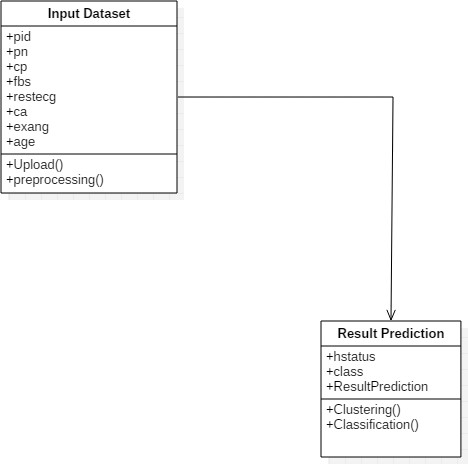 Input Dataset
+pid
+pn
+cp
+fbs
+restecg
+ca
+exang
+age
+Upload()
+preprocessing()
Result Prediction
+hstatus
+class
+ResultPrediction
+Clustering()
+Classification()